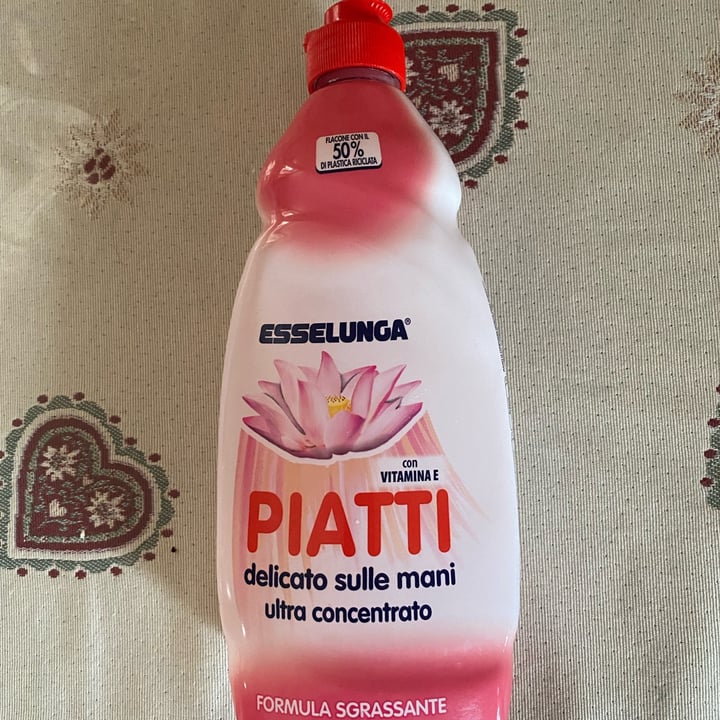 FLACONE CON IL
50%
DI PLASTICA RICICLATA
ESSELUNGA®
con
VITAMINA E
PIATTI
delicato sulle mani
ultra concentrato
FORMULA SGRASSANTE